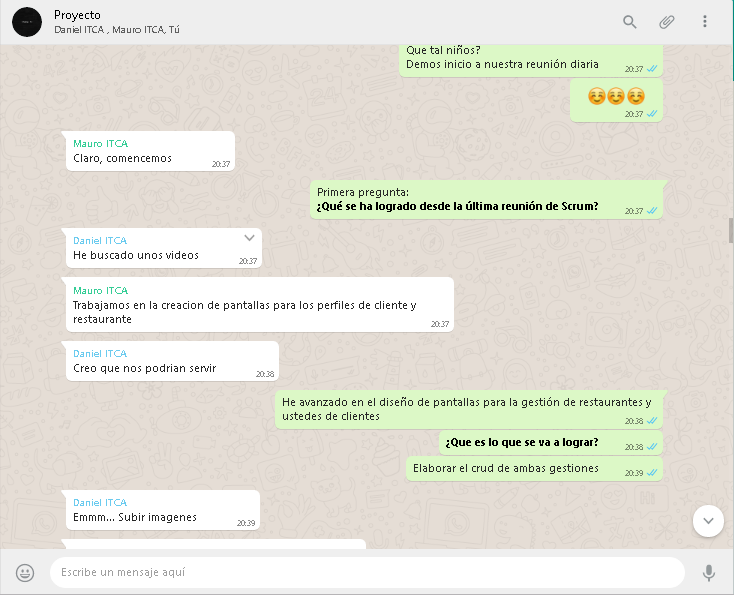 Proyecto
Daniel ITCA , Mauro ITCA, Tú
Que tal niños?
Demos inicio a nuestra reunión diaria
20:37
20:37
Mauro ITCA
Claro, comencemos
20:37
Primera pregunta:
¿Qué se ha logrado desde la última reunión de Scrum?
20:37
Daniel ITCA
He buscado unos videos
20:37
Mauro ITCA
Trabajamos en la creacion de pantallas para los perfiles de cliente y
restaurante
20:37
Daniel ITCA
Creo que nos podrian servir
20:38
He avanzado en el diseño de pantallas para la gestión de restaurantes y
ustedes de clientes
20:38
¿Que es lo que se va a lograr?
20:38
Elaborar el crud de ambas gestiones
20:39
Daniel ITCA
Emmm... Subir imagenes
20:39
Escribe un mensaje aquí